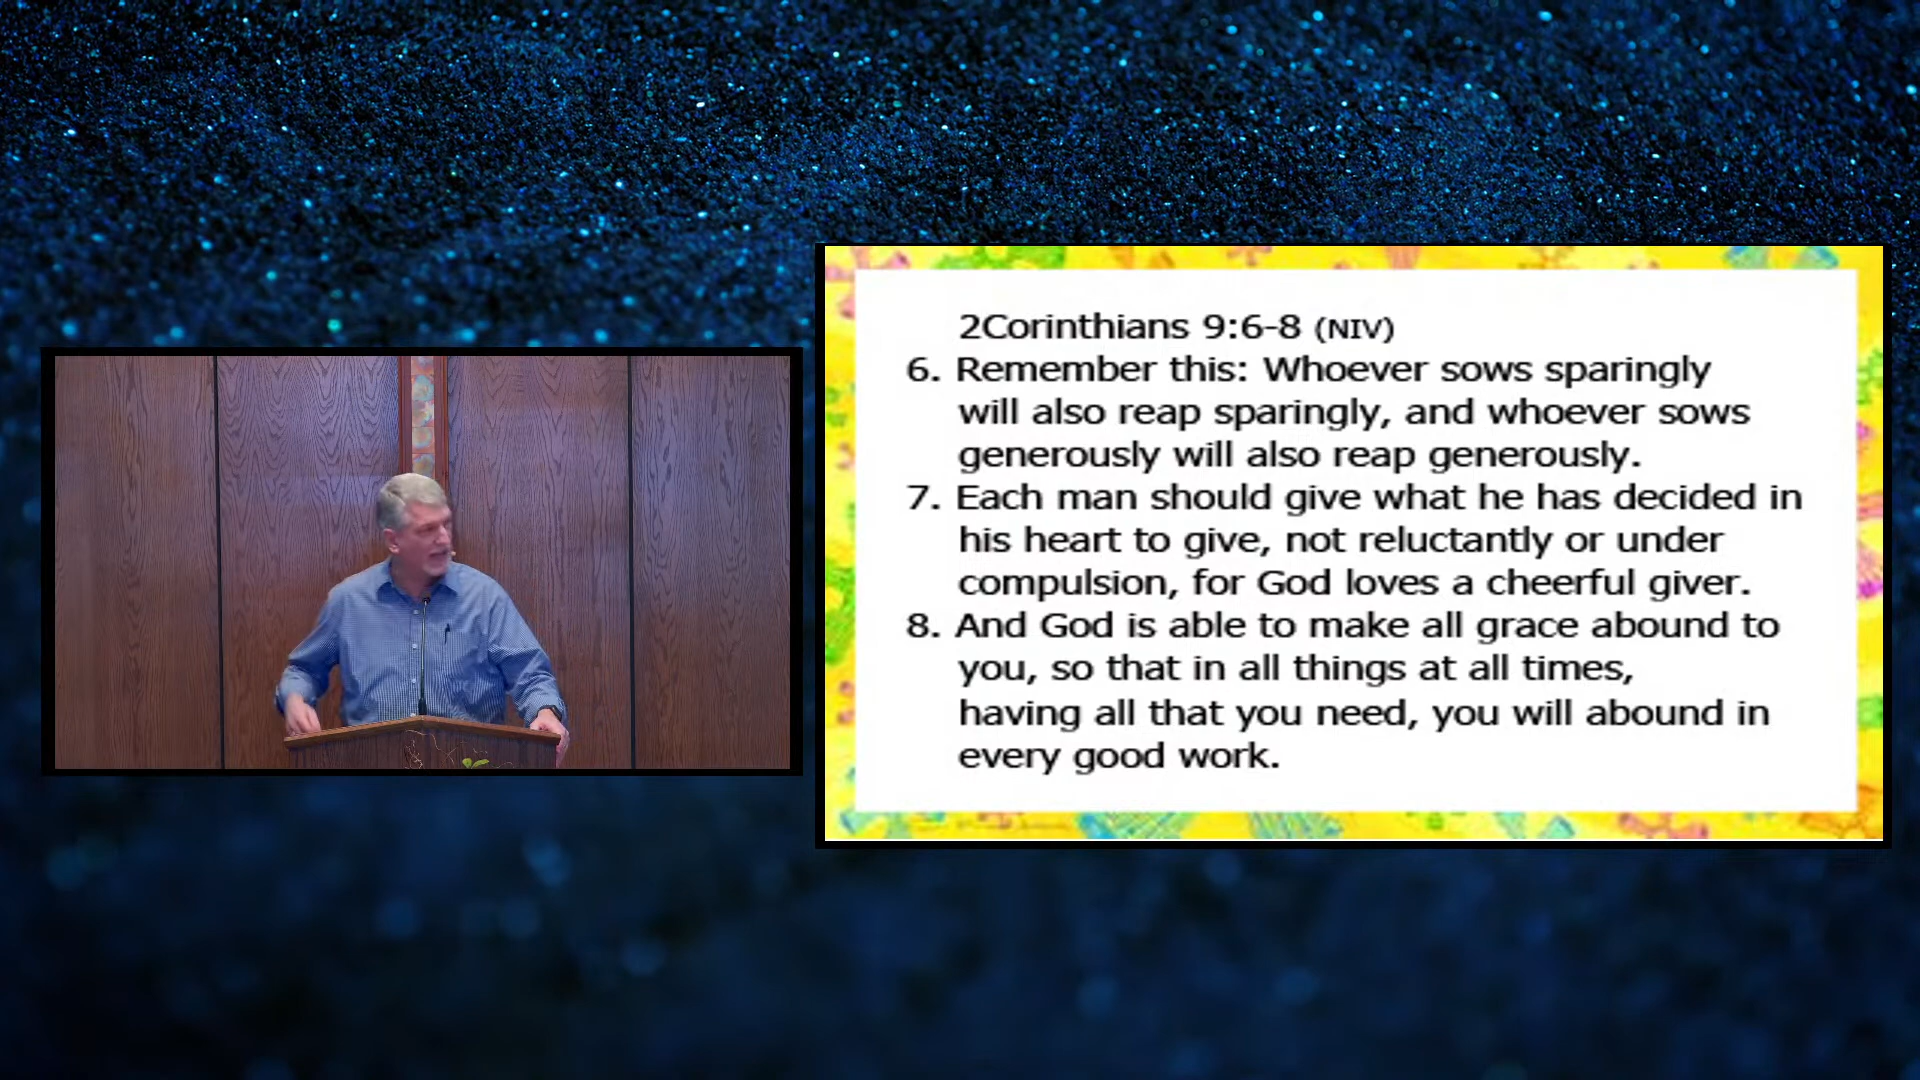 2Corinthians 9:6-8 (NIV)
6. Remember this: Whoever sows sparingly
will also reap sparingly, and whoever sows
generously will also reap generously.
7. Each man should give what he has decided in
his heart to give, not reluctantly or under
compulsion, for God loves a cheerful giver.
8. And God is able to make all grace abound to
you, so that in all things at all times,
having all that you need, you will abound in
every good work.